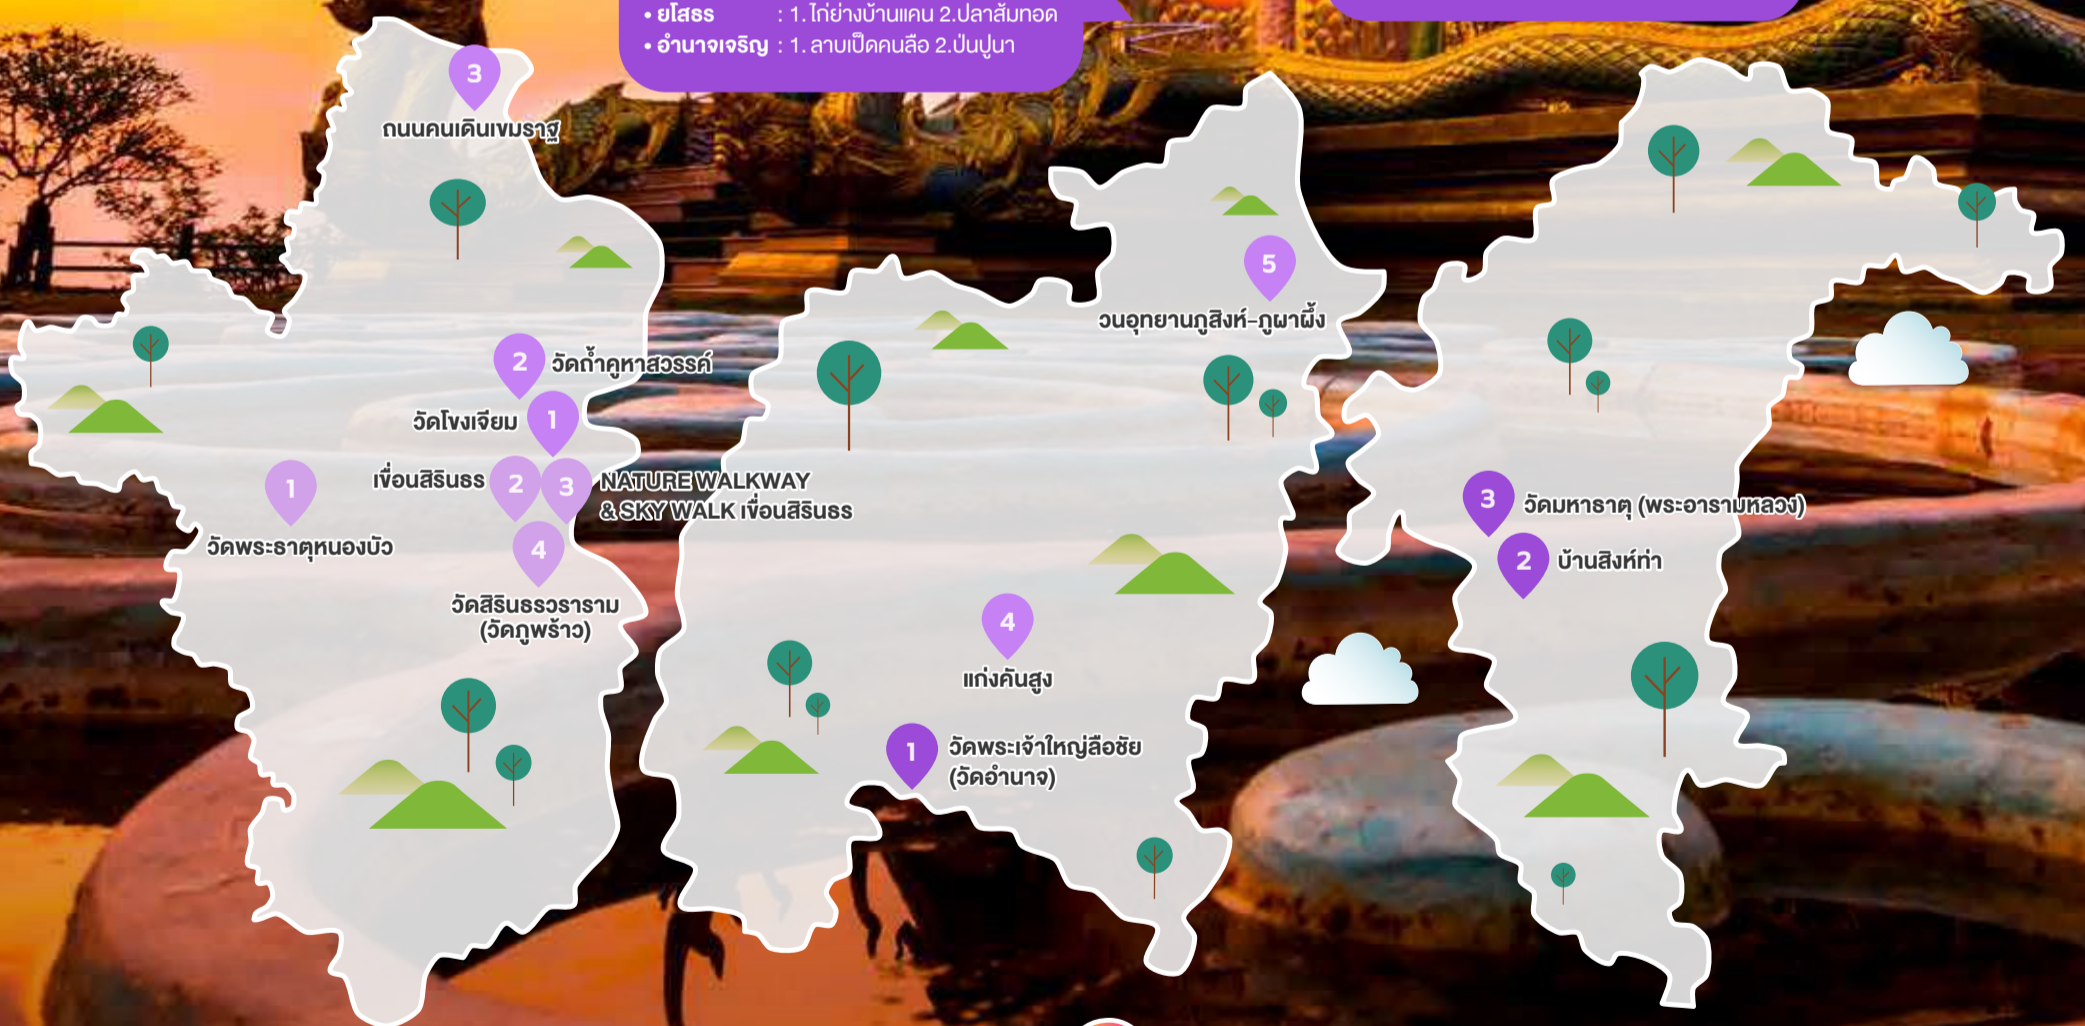 • ยโสธร : 1. ไก่ย่างบ้านแคน 2.ปลาส้มทอด
• อำนาจเจริญ : 1. ลาบเป็ดคนลือ 2.ป่นปูนา
3
ถนนคนเดินเขมราฐ
2 วัดถ้ำคูหาสวรรค์
วัดโขงเจียม 1
เขื่อนสิรินธร 2 3 NATURE WALKWAY
& SKY WALK เขื่อนสิรินธร
1
วัดพระธาตุหนองบัว
4
วัดสิรินธรวราราม
(วัดภูพร้าว)
5
วนอุทยานภูสิงห์-ภูผาผึ้ง
4
แก่งคันสูง
1 วัดพระเจ้าใหญ่ลือชัย
(วัดอำนาจ)
3 วัดมหาธาตุ (พระอารามหลวง)
2 บ้านสิงห์ท่า